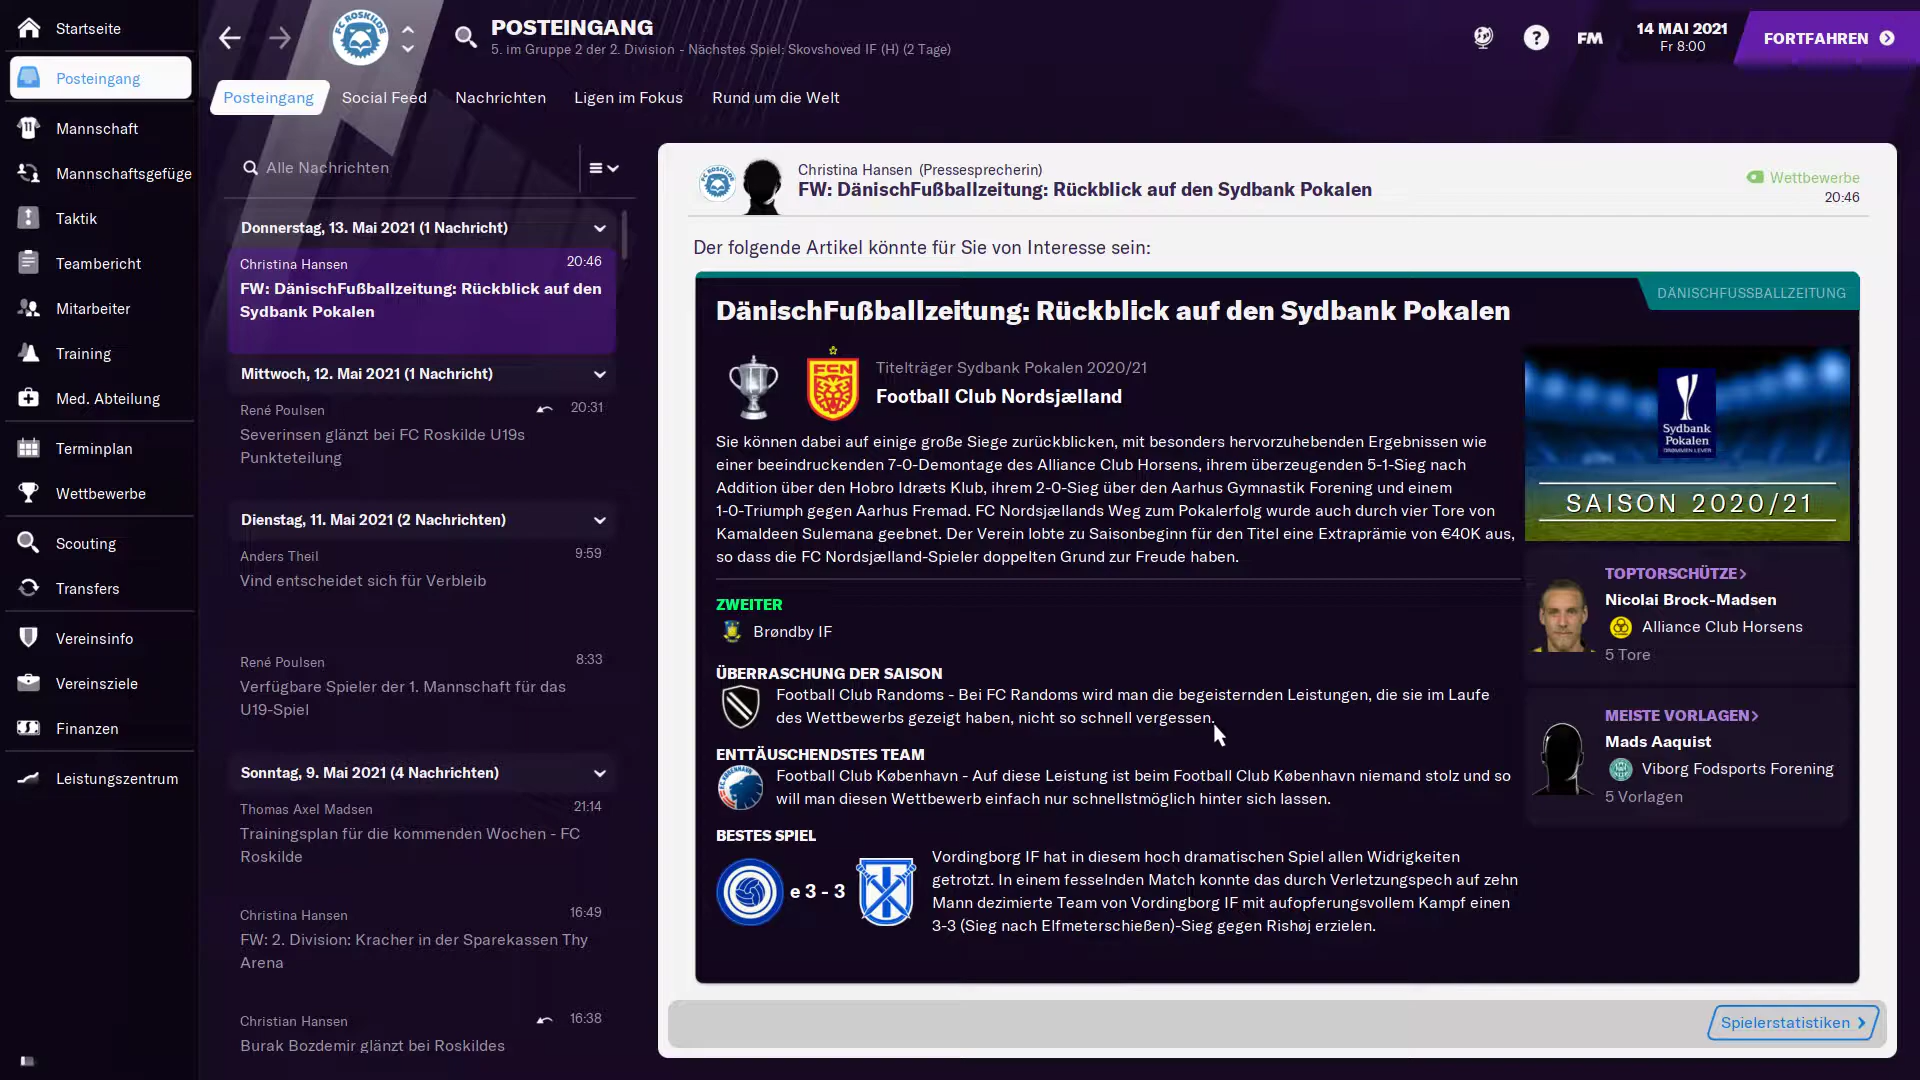 Startseite
Posteingang
Mannschaft
Mannschaftsgefüge
Taktik
Teambericht
Mitarbeiter
Training
Med. Abteilung
Terminplan
Wettbewerbe
Scouting
Transfers
Vereinsinfo
Vereinsziele
Finanzen
Leistungszentrum
FC ROSKILDE
POSTEINGANG
5. im Gruppe 2 der 2. Division - Nächstes Spiel: Skovshoved IF (H) (2 Tage)
FM
14 MAI 2021
Fr 8:00
FORTFAHREN
Posteingang
Social Feed
Nachrichten
Ligen im Fokus
Rund um die Welt
Alle Nachrichten
Donnerstag, 13. Mai 2021 (1 Nachricht)
Christina Hansen
20:46
FW: DänischFußballzeitung: Rückblick auf den
Sydbank Pokalen
Mittwoch, 12. Mai 2021 (1 Nachricht)
René Poulsen
20:31
Severinsen glänzt bei FC Roskilde U19s
Punkteteilung
Dienstag, 11. Mai 2021 (2 Nachrichten)
Anders Theil
9:59
Vind entscheidet sich für Verbleib
René Poulsen
8:33
Verfügbare Spieler der 1. Mannschaft für das
U19-Spiel
Sonntag, 9. Mai 2021 (4 Nachrichten)
Thomas Axel Madsen
21:14
Trainingsplan für die kommenden Wochen - FC
Roskilde
Christina Hansen
16:49
FW: 2. Division: Kracher in der Sparekassen Thy
Arena
Christian Hansen
16:38
Burak Bozdemir glänzt bei Roskildes
Christina Hansen (Pressesprecherin)
FW: DänischFußballzeitung: Rückblick auf den Sydbank Pokalen
Wettbewerbe
20:46
Der folgende Artikel könnte für Sie von Interesse sein:
DÄNISCHFUSSBALLZEITUNG
DänischFußballzeitung: Rückblick auf den Sydbank Pokalen
FCN
Titelträger Sydbank Pokalen 2020/21
Football Club Nordsjælland
Sie können dabei auf einige große Siege zurückblicken, mit besonders hervorzuhebenden Ergebnissen wie
einer beeindruckenden 7-0-Demontage des Alliance Club Horsens, ihrem überzeugenden 5-1-Sieg nach
Addition über den Hobro Idræts Klub, ihrem 2-0-Sieg über den Aarhus Gymnastik Forening und einem
1-0-Triumph gegen Aarhus Fremad. FC Nordsjællands Weg zum Pokalerfolg wurde auch durch vier Tore von
Kamaldeen Sulemana geebnet. Der Verein lobte zu Saisonbeginn für den Titel eine Extraprämie von €40K aus,
so dass die FC Nordsjælland-Spieler doppelten Grund zur Freude haben.
ZWEITER
Brøndby IF
ÜBERRASCHUNG DER SAISON
Football Club Randoms - Bei FC Randoms wird man die begeisternden Leistungen, die sie im Laufe
des Wettbewerbs gezeigt haben, nicht so schnell vergessen.
ENTTÄUSCHENDSTES TEAM
Football Club København - Auf diese Leistung ist beim Football Club København niemand stolz und so
will man diesen Wettbewerb einfach nur schnellstmöglich hinter sich lassen.
BESTES SPIEL
e 3 - 3
Vordingborg IF hat in diesem hoch dramatischen Spiel allen Widrigkeiten
getrotzt. In einem fesselnden Match konnte das durch Verletzungspech auf zehn
Mann dezimierte Team von Vordingborg IF mit aufopferungsvollem Kampf einen
3-3 (Sieg nach Elfmeterschießen)-Sieg gegen Rishøj erzielen.
Sydbank
Pokalen
DRØMMEN LEVER
SAISON 2020/21
TOPTORSCHÜTZE
Nicolai Brock-Madsen
Alliance Club Horsens
5 Tore
MEISTE VORLAGEN
Mads Aaquist
Viborg Fodsports Forening
5 Vorlagen
Spielerstatistiken